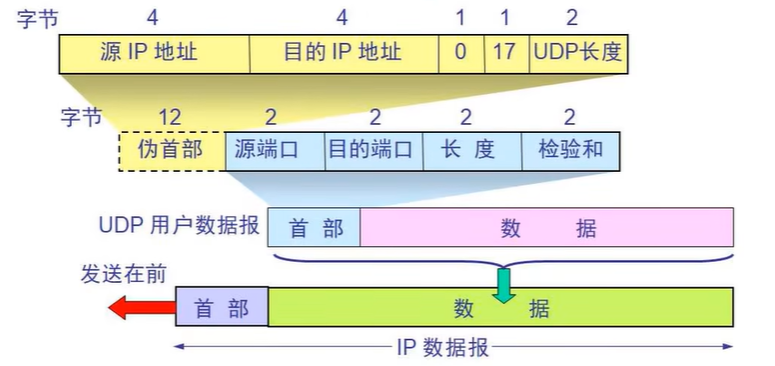 字节 4 4 1 1 2
源 IP 地址 目的 IP 地址 0 17 UDP长度
字节 12 2 2 2 2
伪首部 源端口 目的端口 长 度 检验和
UDP 用户数据报 首 部 数 据
发送在前
首 部 数 据
IP 数据报